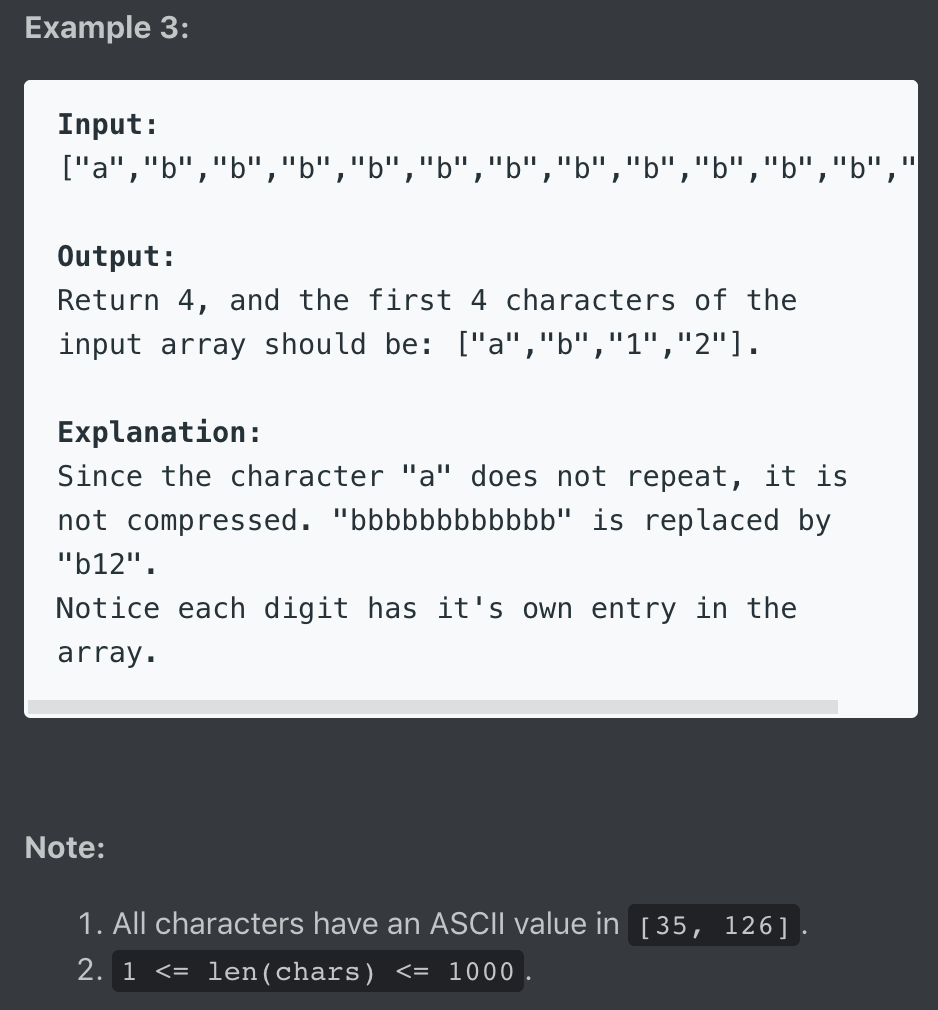 Example 3:
Input:
["a","b","b","b","b","b","b","b","b","b","b","b","
Output:
Return 4, and the first 4 characters of the
input array should be: ["a","b","1","2"].
Explanation:
Since the character "a" does not repeat, it is
not compressed. "bbbbbbbbbbbb" is replaced by
"b12".
Notice each digit has it's own entry in the
array.
Note:
1. All characters have an ASCII value in [35, 126].
2. 1 <= len(chars) <= 1000.